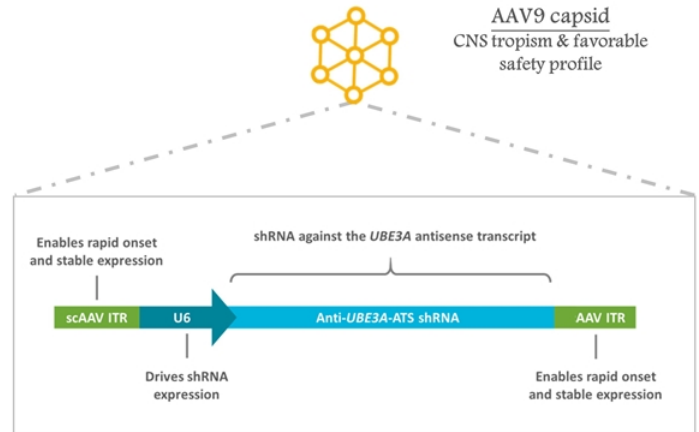 AAV9 capsid
CNS tropism & favorable
safety profile
Enables rapid onset
and stable expression
shRNA against the UBE3A antisense transcript
scAAV ITR
U6
Anti-UBE3A-ATS shRNA
AAV ITR
Drives shRNA
expression
Enables rapid onset
and stable expression